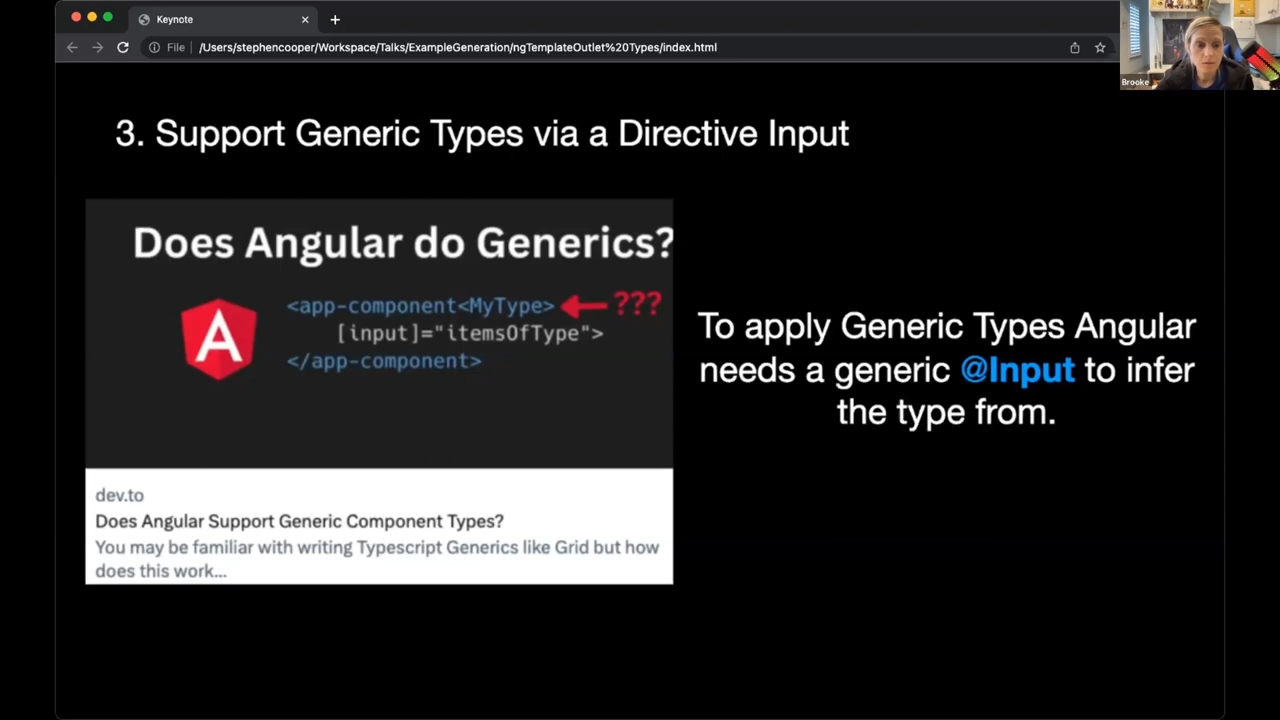 Keynote
File
/Users/stephencooper/Workspace/Talks/ExampleGeneration/ngTemplateOutlet%20Types/index.html
Brooke
3. Support Generic Types via a Directive Input
Does Angular do Generics?
<app-component<MyType> ← ???
[input]="itemsOfType">
</app-component>
dev.to
Does Angular Support Generic Component Types?
You may be familiar with writing Typescript Generics like Grid but how
does this work...
To apply Generic Types Angular
needs a generic @Input to infer
the type from.